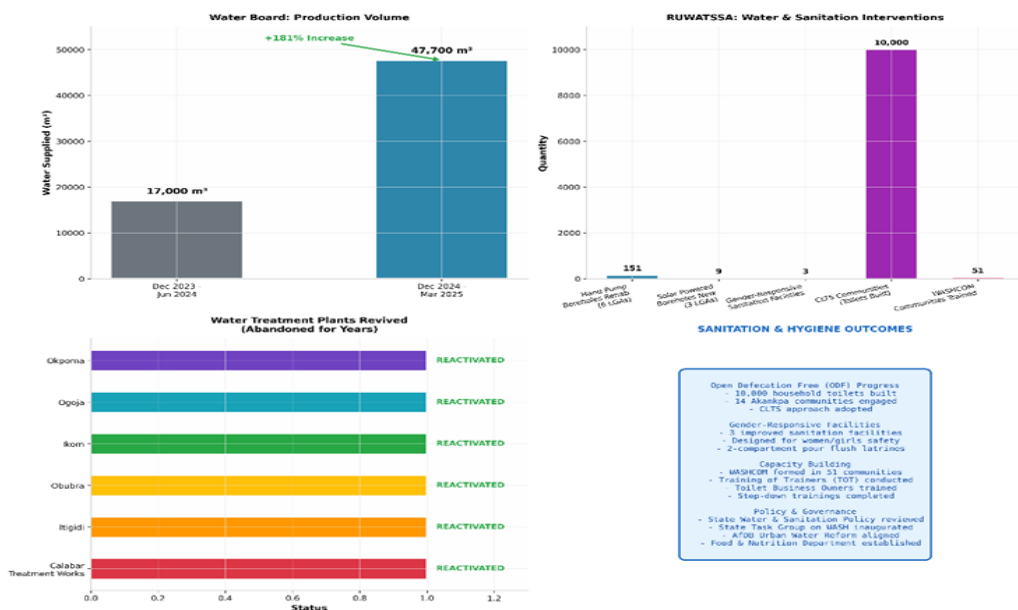 Water Board: Production Volume
+181% Increase
47,700 m³
17,000 m³
Water Supplied (m³)
50000
40000
30000
20000
10000
0
Dec 2023 -
Jun 2024
Dec 2024 -
Mar 2025
RUWATSSA: Water & Sanitation Interventions
Quantity
10000
8000
6000
4000
2000
0
151
9
3
10,000
51
Hand Pump
Boreholes Rehab
(6 LGAs)
Solar Powered
Boreholes New
(3 LGAs)
Gender-Responsive
Sanitation Facilities
CLTS Communities
(Toilets Built)
WASHCOM
Communities Trained
Water Treatment Plants Revived
(Abandoned for Years)
Okpoma
REACTIVATED
Ogoja
REACTIVATED
Ikom
REACTIVATED
Obubra
REACTIVATED
Itigidi
REACTIVATED
Calabar
Treatment Works
REACTIVATED
0.0 0.2 0.4 0.6 0.8 1.0 1.2
Status
SANITATION & HYGIENE OUTCOMES
Open Defecation Free (ODF) Progress
- 10,000 household toilets built
- 14 Akamkpa communities engaged
- CLTS approach adopted
Gender-Responsive Facilities
- 3 improved sanitation facilities
- Designed for women/girls safety
- 2-compartment pour flush latrines
Capacity Building
- WASHCOM formed in 51 communities
- Training of Trainers (TOT) conducted
- Toilet Business Owners trained
- Step-down trainings completed
Policy & Governance
- State Water & Sanitation Policy reviewed
- State Task Group on WASH inaugurated
- AfDB Urban Water Reform aligned
- Food & Nutrition Department established